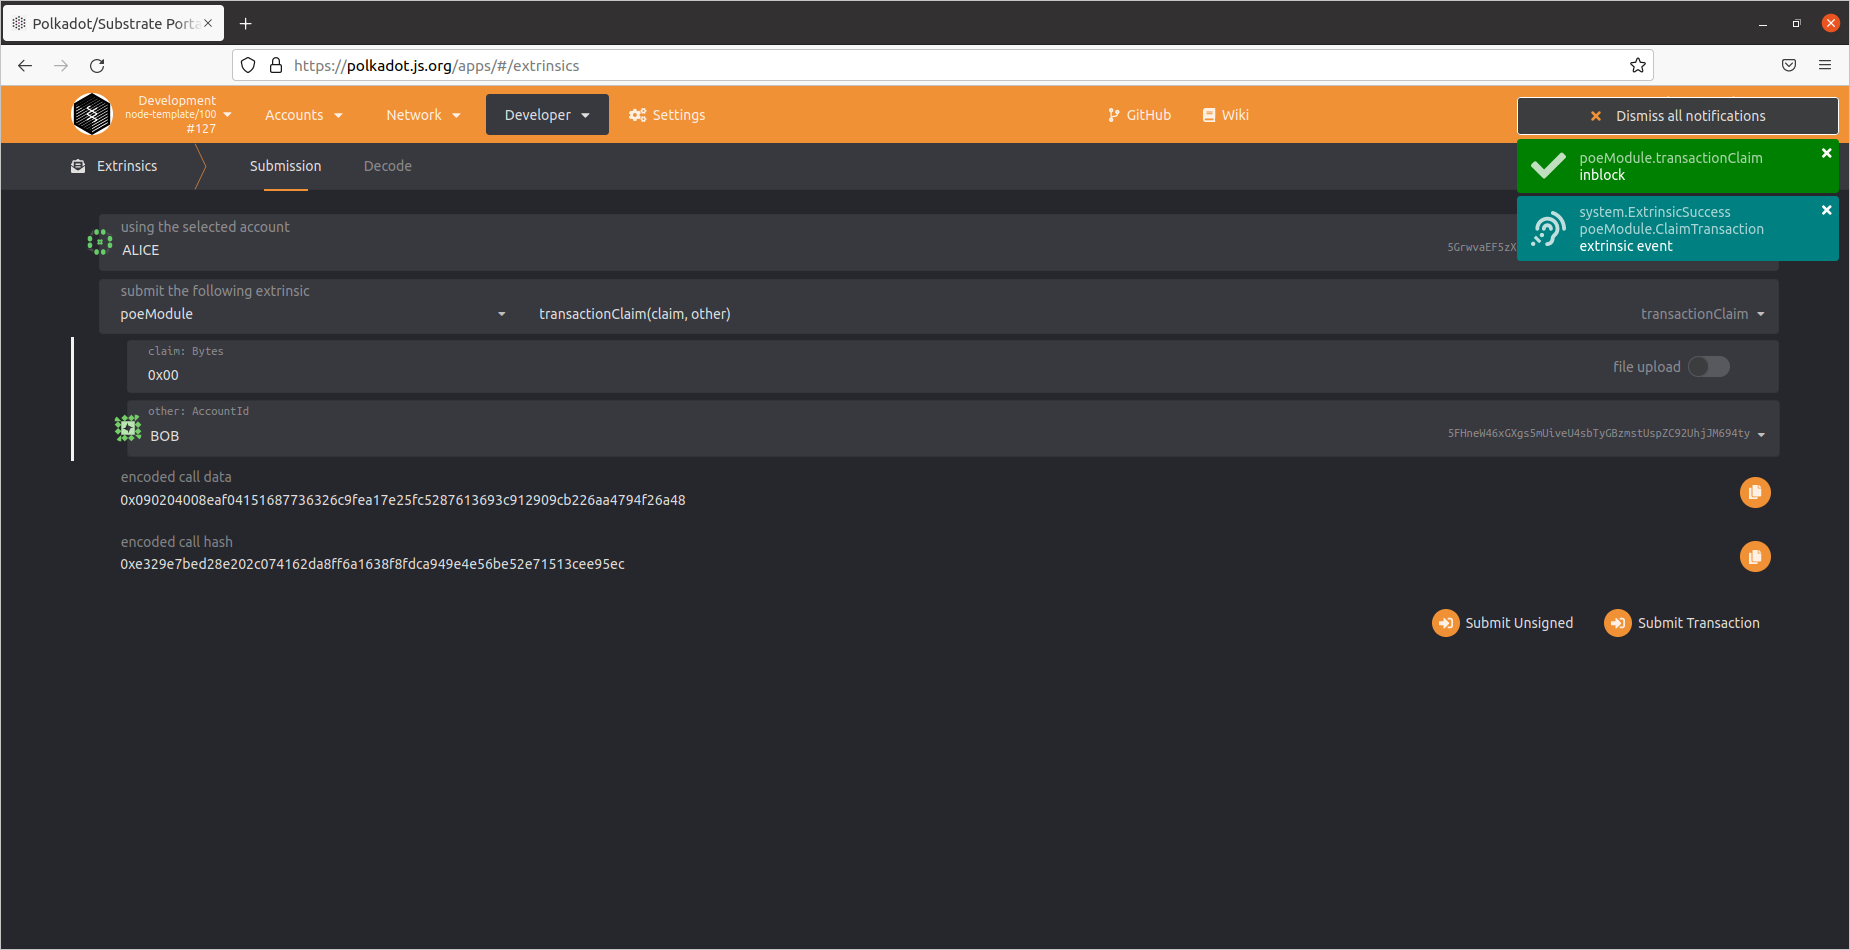 Polkadot/Substrate Porta
https://polkadot.js.org/apps/#/extrinsics
Development
node-template/100
#127
Accounts
Network
Developer
Settings
GitHub
Wiki
Dismiss all notifications
poeModule.transactionClaim
inblock
system.ExtrinsicSuccess
poeModule.ClaimTransaction
extrinsic event
Extrinsics
Submission
Decode
using the selected account
ALICE
5GrwvaEF5zX
submit the following extrinsic
poeModule
transactionClaim(claim, other)
transactionClaim
claim: Bytes
0x00
file upload
other: AccountId
BOB
5FHneW46xGXgs5mUiveU4sbTyGBzmstUspZC92UhjJM694ty
encoded call data
0x090204008eaf04151687736326c9fea17e25fc5287613693c912909cb226aa4794f26a48
encoded call hash
0xe329e7bed28e202c074162da8ff6a1638f8fdca949e4e56be52e71513cee95ec
Submit Unsigned
Submit Transaction